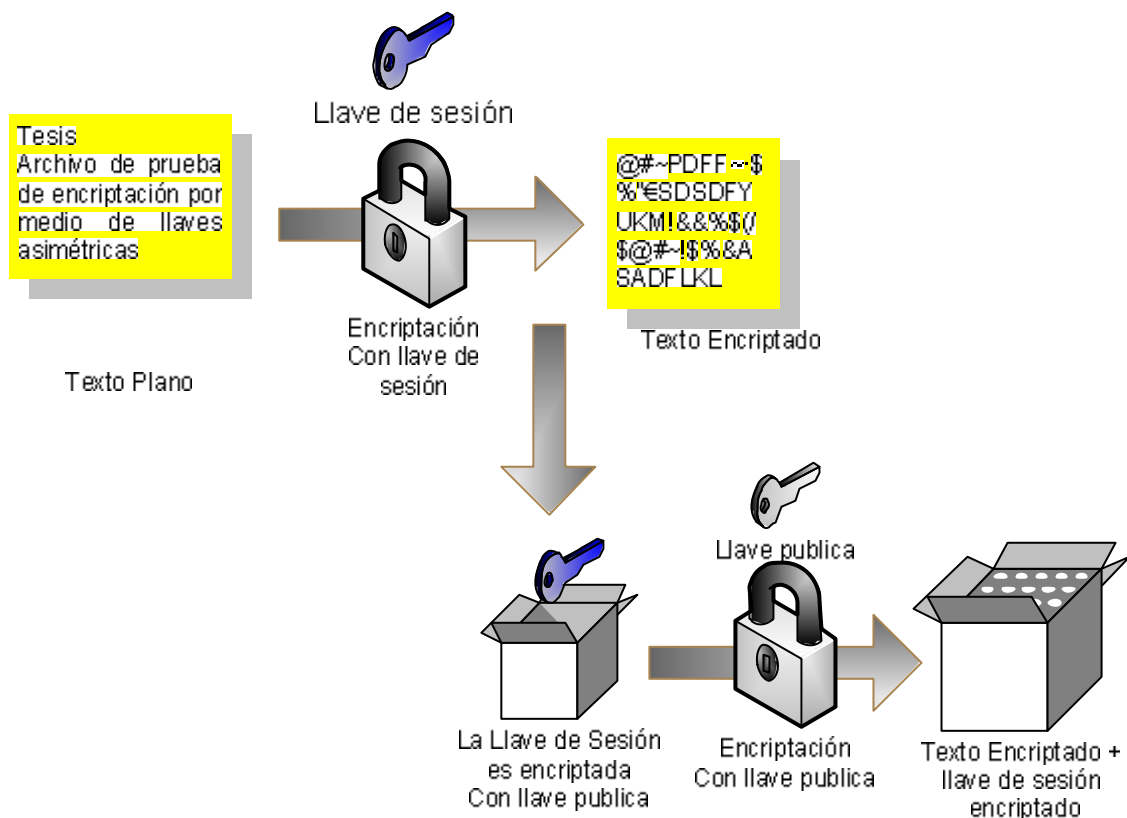 Llave de sesión
Tesis
Archivo de prueba
de encriptación por
medio de llaves
asimétricas
@#~PDFF ~·$
%"€SDSDFY
UKM!&&%$(/
$@#~!$%&A
SADFLKL
Encriptación
Con llave de
sesión
Texto Encriptado
Texto Plano
Llave publica
La Llave de Sesión
es encriptada
Con llave publica
Encriptación
Con llave publica
Texto Encriptado +
llave de sesión
encriptado